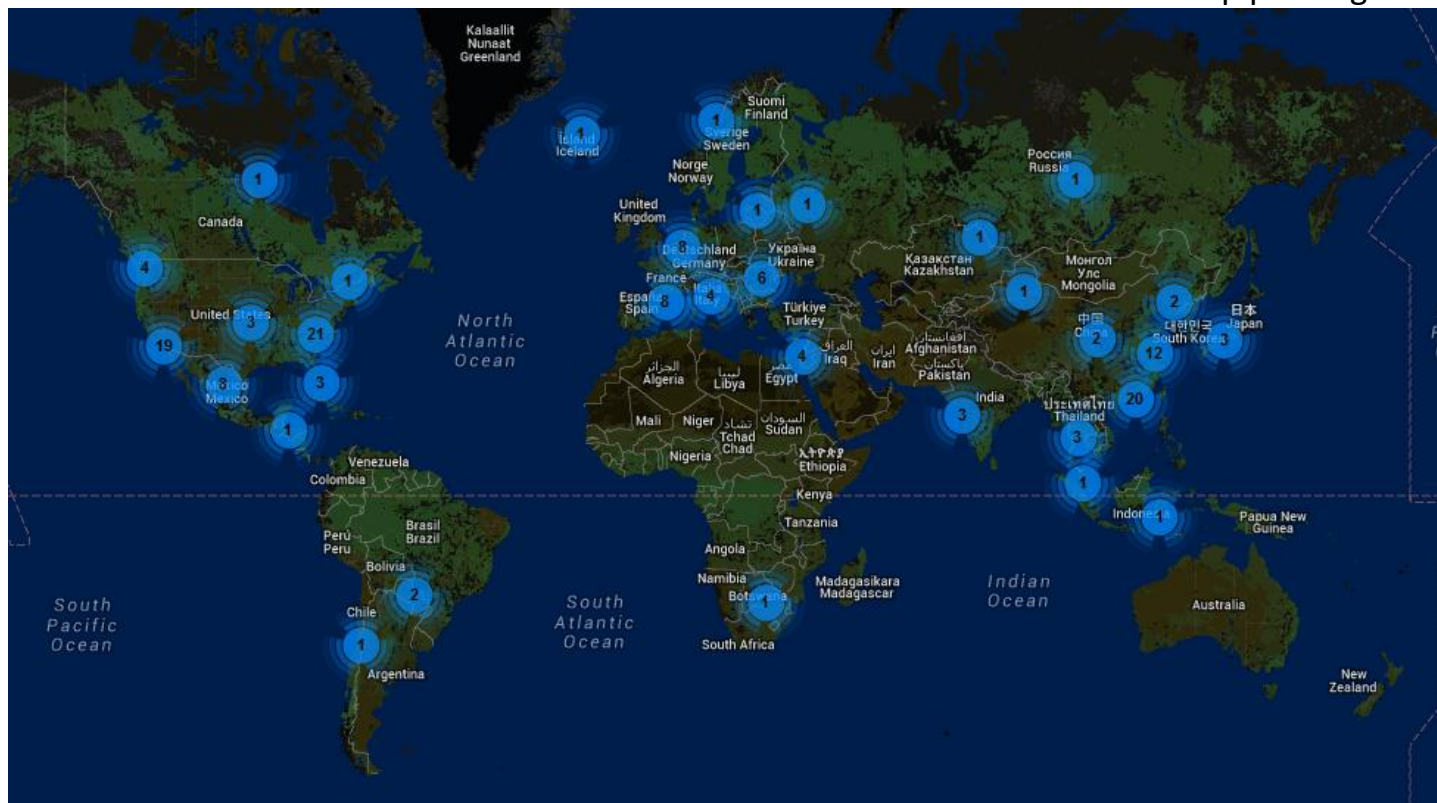 Kalaallit
Nunaat
Greenland
Suomi
Finland
1
Ísland
Iceland
1
Sverige
Sweden
Norge
Norway
Россия
Russia
1
1
Canada
United
Kingdom
1
1
8
Deutschland
Germany
Україна
Ukraine
1
Қазақстан
Kazakhstan
Монгол
Улс
Mongolia
4
1
France
6
Italia
Italy
4
España
Spain
8
1
2
United States
3
21
19
North
Atlantic
Ocean
Türkiye
Turkey
中国
China
2
日本
Japan
대한민국
South Korea
12
3
4
العراق
Iraq
ایران
Iran
افغانستان
Afghanistan
پاکستان
Pakistan
الجزائر
Algeria
ليبيا
Libya
مصر
Egypt
México
Mexico
3
1
India
3
ประเทศไทย
Thailand
20
3
Mali
Niger
تشاد
Tchad
Chad
السودان
Sudan
Nigeria
ኢትዮጵያ
Ethiopia
Venezuela
Colombia
1
Kenya
Indonesia
1
Papua New
Guinea
Perú
Peru
Brasil
Brazil
Tanzania
Angola
Bolivia
Namibia
Botswana
1
Madagasikara
Madagascar
Indian
Ocean
2
Chile
South
Pacific
Ocean
South
Atlantic
Ocean
Australia
1
South Africa
Argentina
New
Zealand